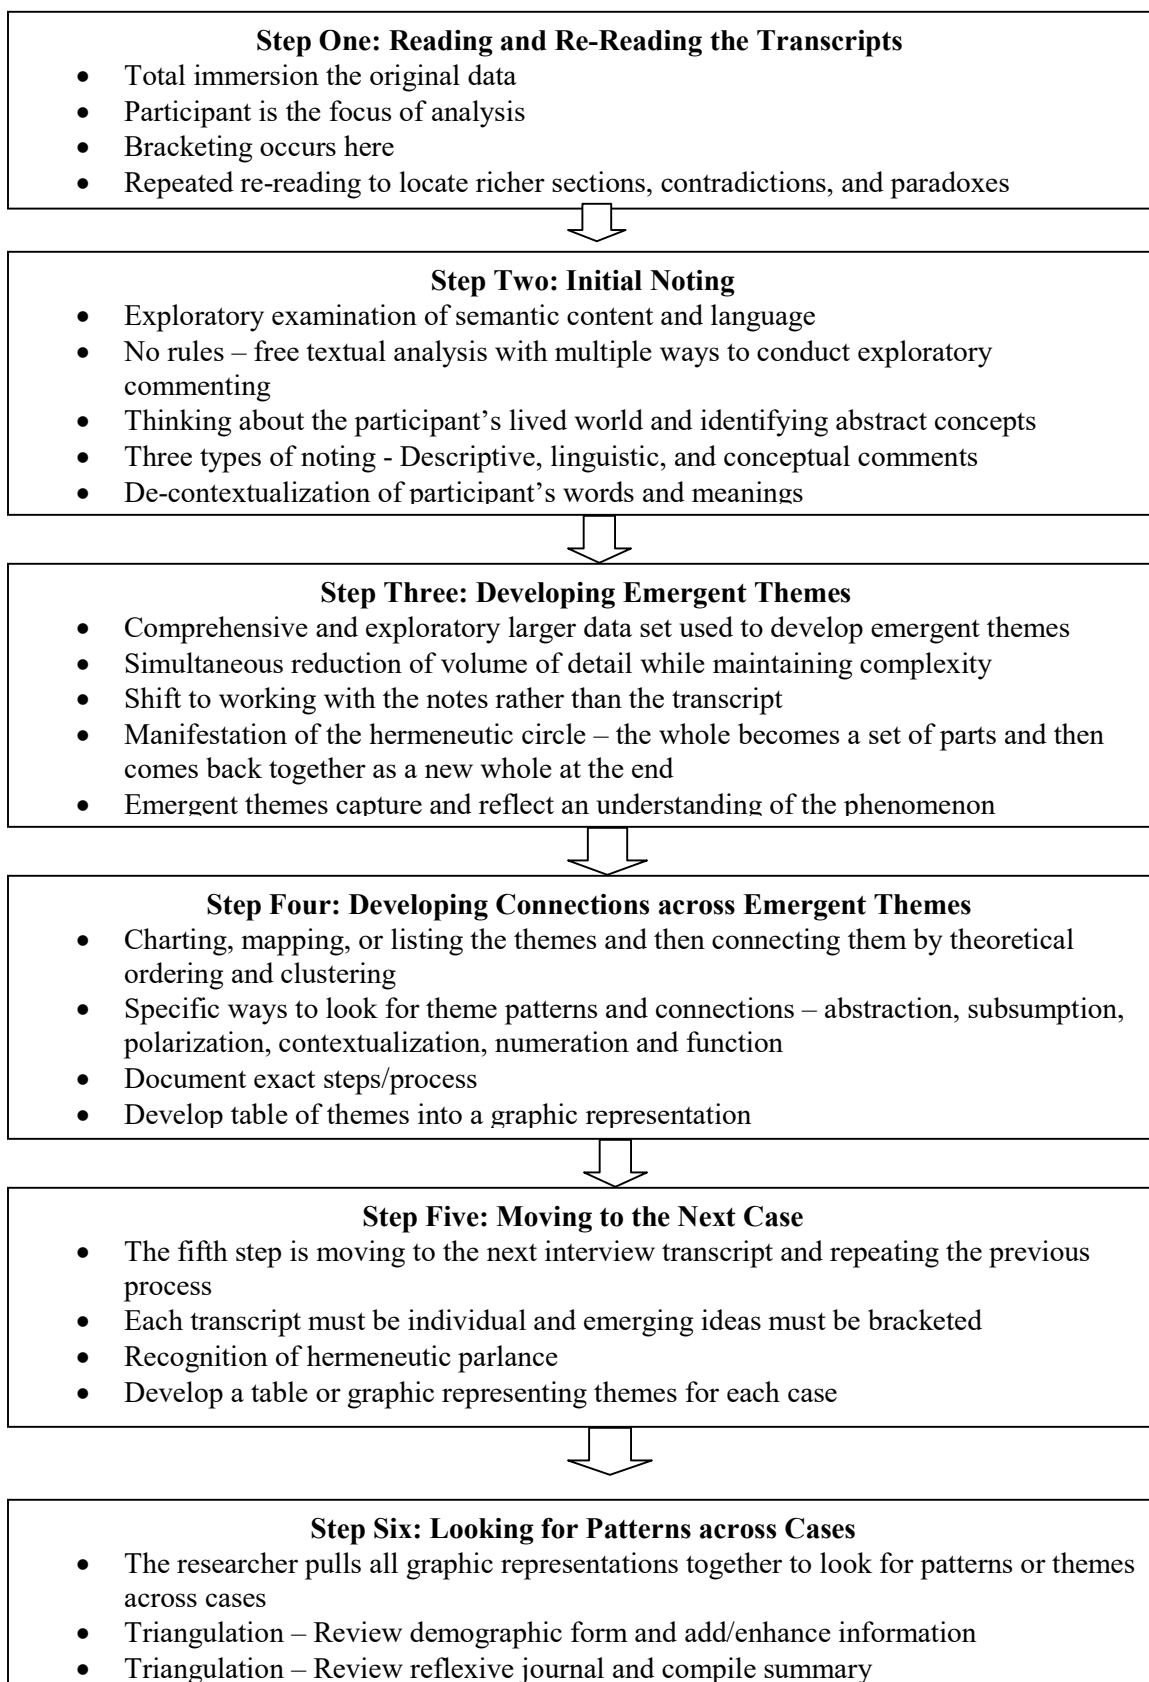 Step One: Reading and Re-Reading the Transcripts
• Total immersion the original data
• Participant is the focus of analysis
• Bracketing occurs here
• Repeated re-reading to locate richer sections, contradictions, and paradoxes
Step Two: Initial Noting
• Exploratory examination of semantic content and language
• No rules – free textual analysis with multiple ways to conduct exploratory
commenting
• Thinking about the participant's lived world and identifying abstract concepts
• Three types of noting - Descriptive, linguistic, and conceptual comments
• De-contextualization of participant's words and meanings
Step Three: Developing Emergent Themes
• Comprehensive and exploratory larger data set used to develop emergent themes
• Simultaneous reduction of volume of detail while maintaining complexity
• Shift to working with the notes rather than the transcript
• Manifestation of the hermeneutic circle – the whole becomes a set of parts and then
comes back together as a new whole at the end
• Emergent themes capture and reflect an understanding of the phenomenon
Step Four: Developing Connections across Emergent Themes
• Charting, mapping, or listing the themes and then connecting them by theoretical
ordering and clustering
• Specific ways to look for theme patterns and connections – abstraction, subsumption,
polarization, contextualization, numeration and function
• Document exact steps/process
• Develop table of themes into a graphic representation
Step Five: Moving to the Next Case
• The fifth step is moving to the next interview transcript and repeating the previous
process
• Each transcript must be individual and emerging ideas must be bracketed
• Recognition of hermeneutic parlance
• Develop a table or graphic representing themes for each case
Step Six: Looking for Patterns across Cases
• The researcher pulls all graphic representations together to look for patterns or themes
across cases
• Triangulation – Review demographic form and add/enhance information
• Triangulation – Review reflexive journal and compile summary